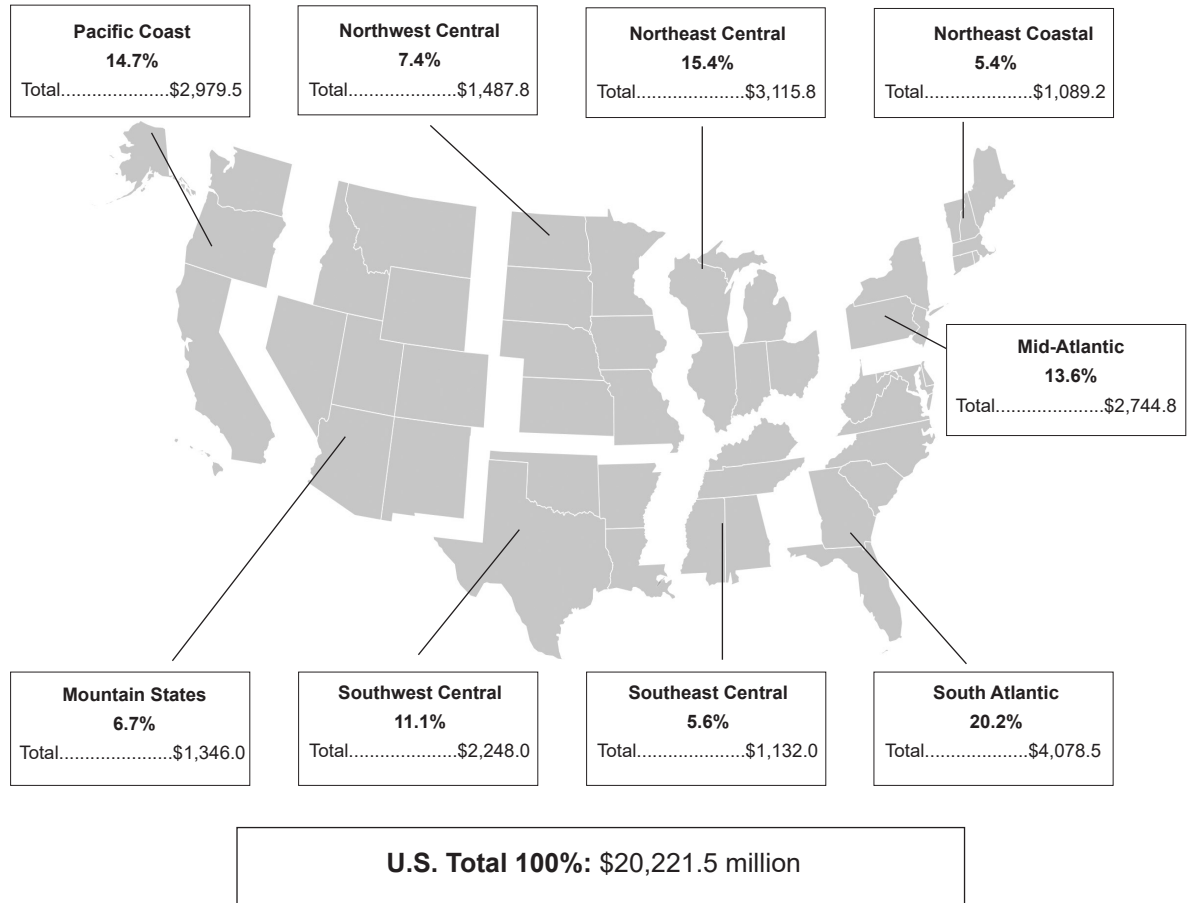 Pacific Coast
14.7%
Total.....................$2,979.5
Northwest Central
7.4%
Total.....................$1,487.8
Northeast Central
15.4%
Total.....................$3,115.8
Northeast Coastal
5.4%
Total.....................$1,089.2
Mid-Atlantic
13.6%
Total.....................$2,744.8
Mountain States
6.7%
Total.....................$1,346.0
Southwest Central
11.1%
Total.....................$2,248.0
Southeast Central
5.6%
Total.....................$1,132.0
South Atlantic
20.2%
Total.....................$4,078.5
U.S. Total 100%: $20,221.5 million